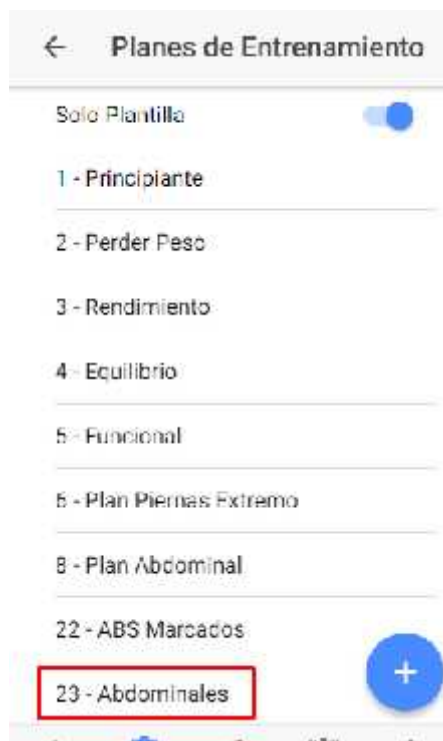 Planes de Entrenamiento
Solo Plantilla
1 - Principiante
2 - Perder Peso
3 - Rendimiento
4 - Equilibrio
5 - Funcional
6 - Plan Piernas Extremo
8 - Plan Abdominal
22 - ABS Marcados
23 - Abdominales